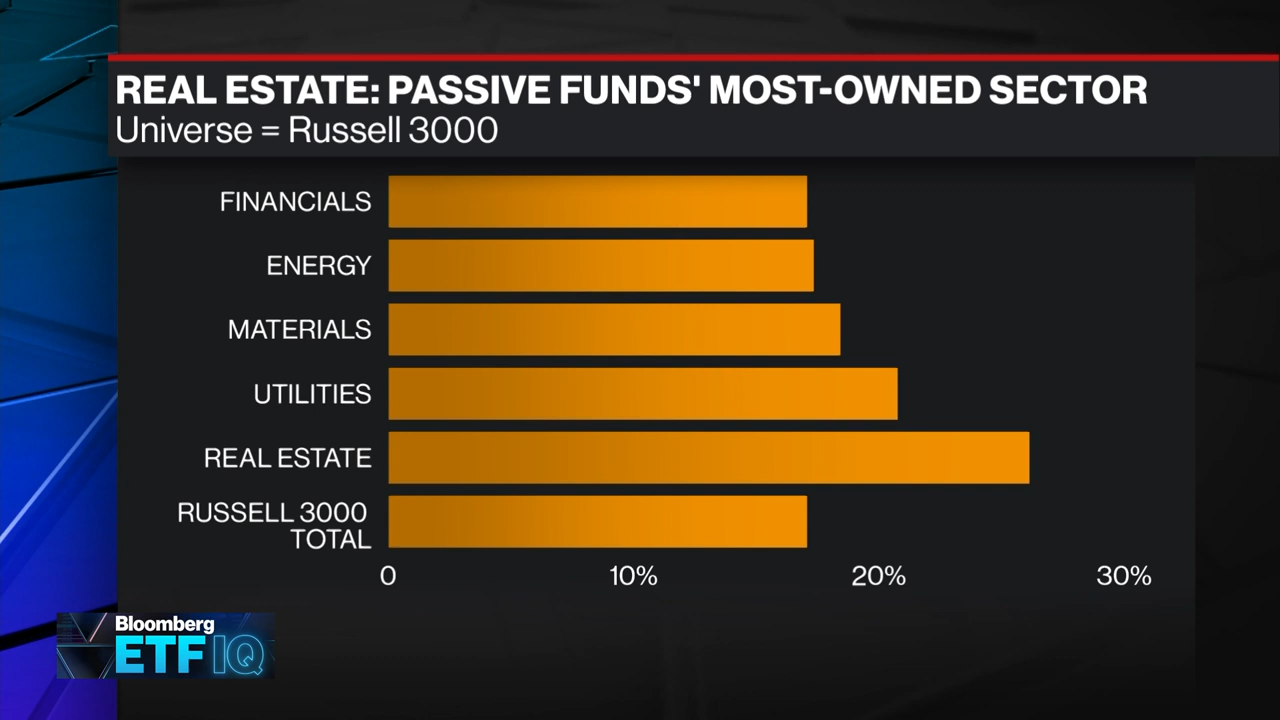 REAL ESTATE: PASSIVE FUNDS' MOST-OWNED SECTOR
Universe = Russell 3000
FINANCIALS
ENERGY
MATERIALS
UTILITIES
REAL ESTATE
RUSSELL 3000
TOTAL
0 10% 20% 30%
Bloomberg
ETF IQ